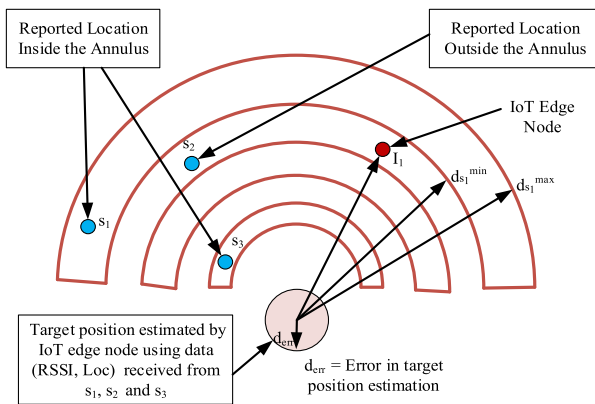 Reported Location
Inside the Annulus
Reported Location
Outside the Annulus
IoT Edge
Node
s2
I1
ds1min
ds1max
s1
s3
Target position estimated by
IoT edge node using data
(RSSI, Loc) received from
s1, s2 and s3
derr
derr = Error in target
position estimation